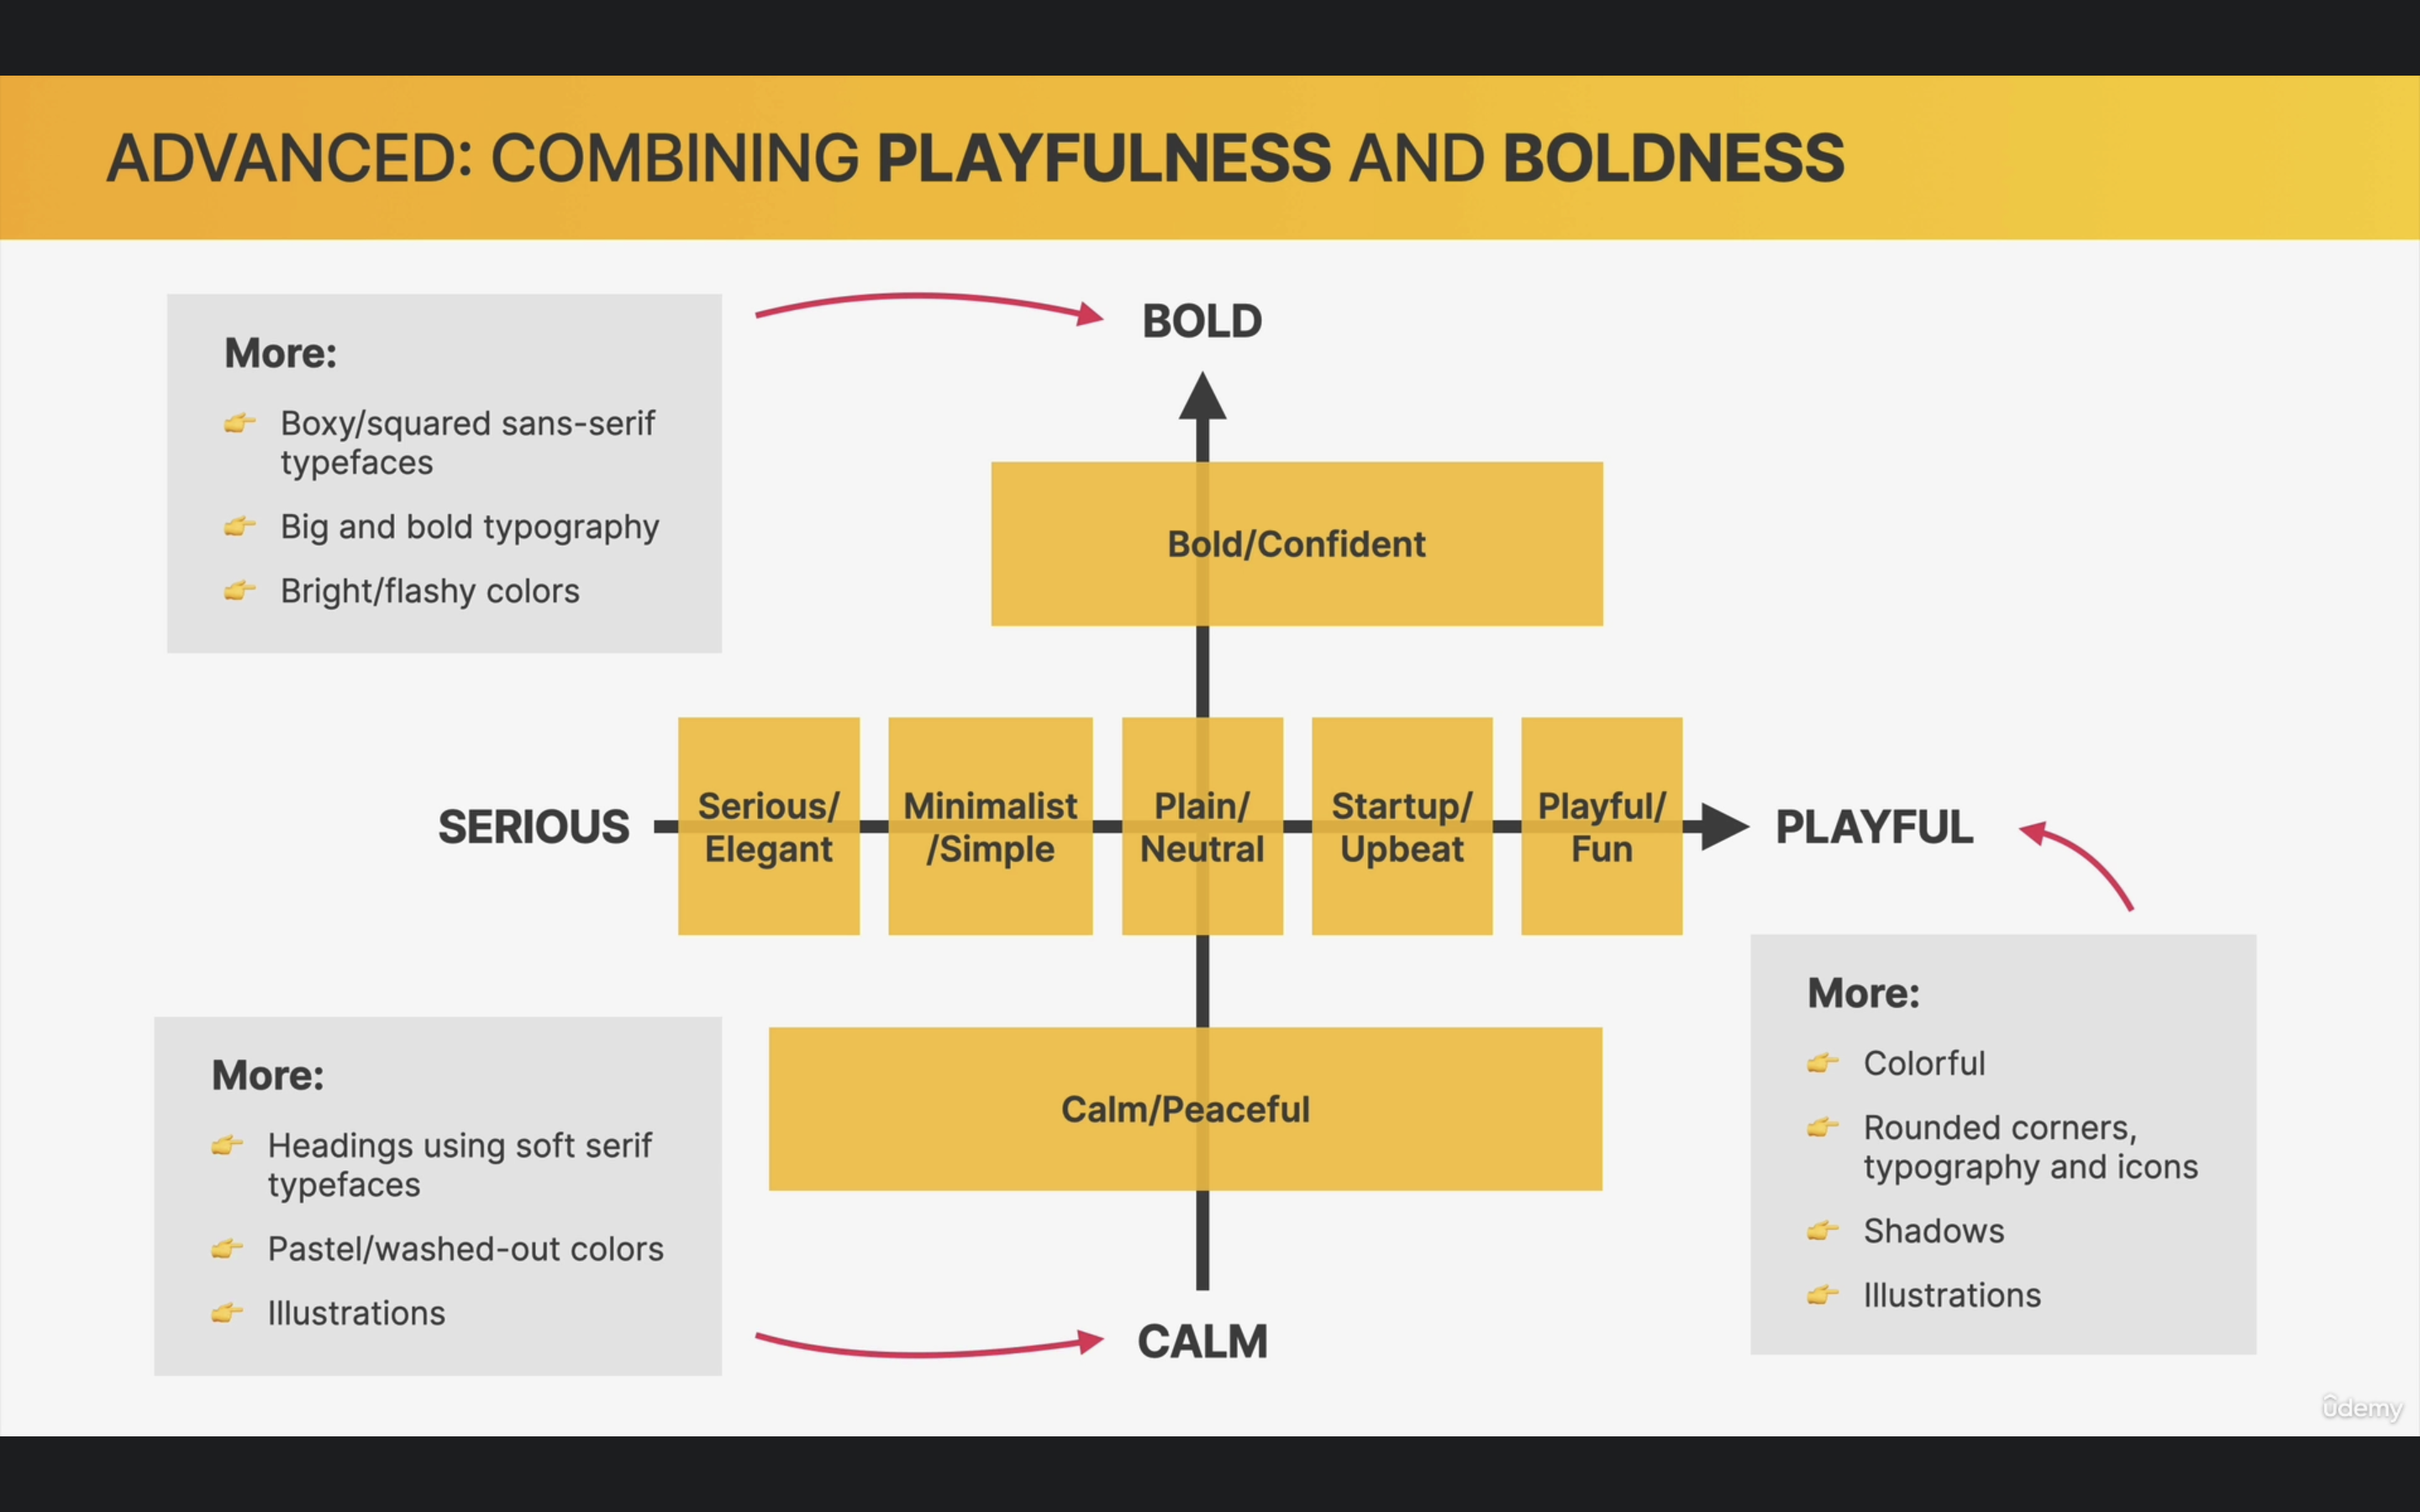 ADVANCED: COMBINING PLAYFULNESS AND BOLDNESS
More:
Boxy/squared sans-serif
typefaces
Big and bold typography
Bright/flashy colors
BOLD
Bold/Confident
SERIOUS
Serious/
Elegant
Minimalist
/Simple
Plain/
Neutral
Startup/
Upbeat
Playful/
Fun
PLAYFUL
More:
Headings using soft serif
typefaces
Pastel/washed-out colors
Illustrations
Calm/Peaceful
CALM
More:
Colorful
Rounded corners,
typography and icons
Shadows
Illustrations
ûdemy